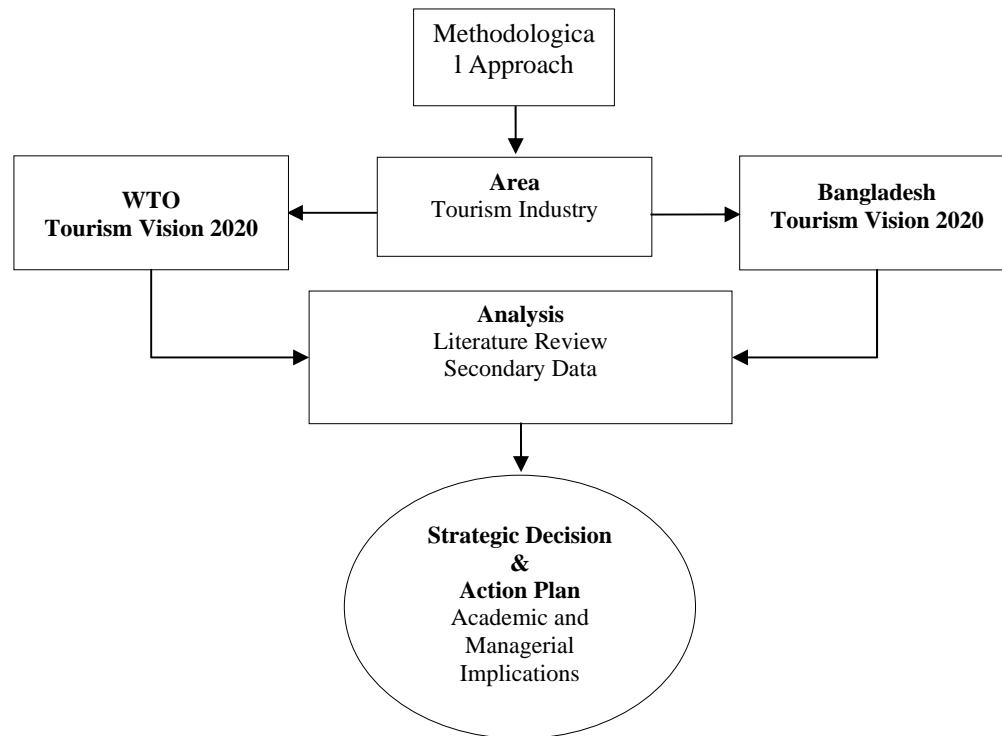 Methodologica
l Approach
WTO
Tourism Vision 2020
Area
Tourism Industry
Bangladesh
Tourism Vision 2020
Analysis
Literature Review
Secondary Data
Strategic Decision
&
Action Plan
Academic and
Managerial
Implications